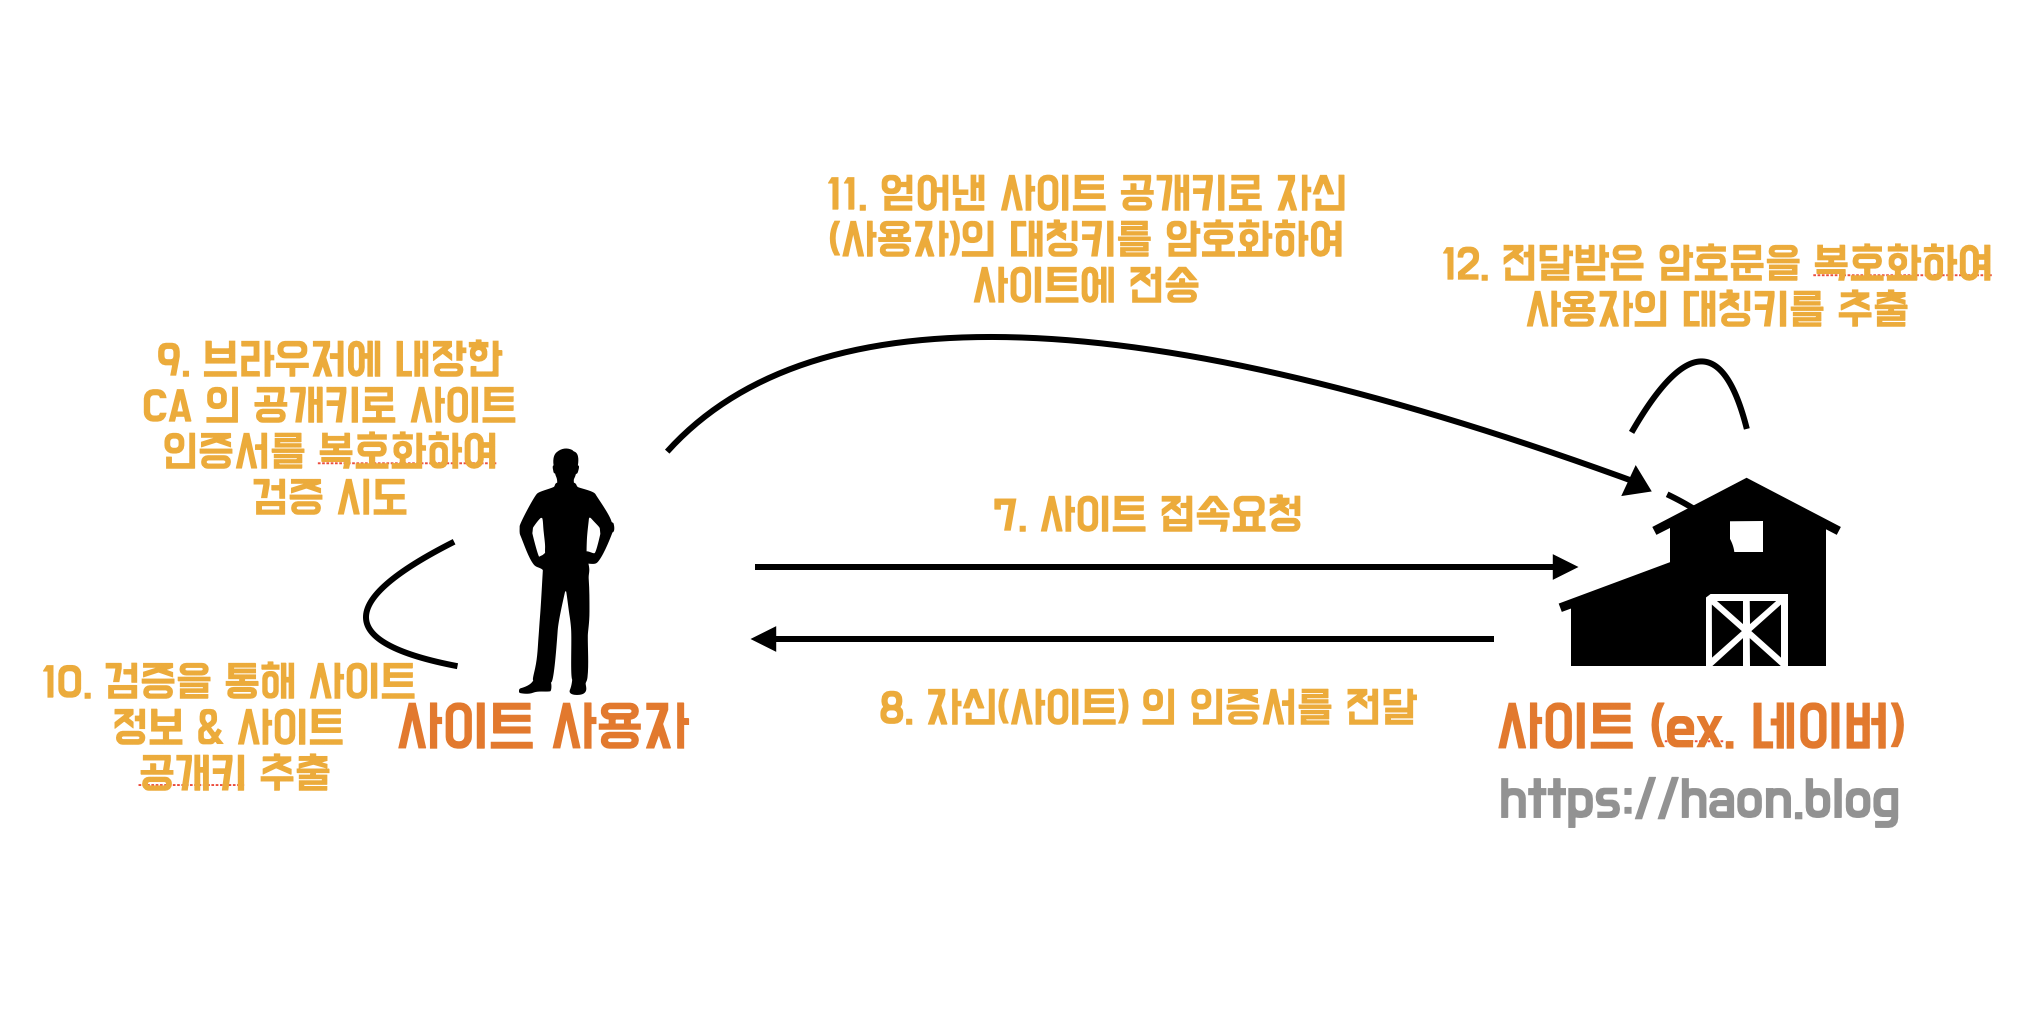 11. 얻어낸 사이트 공개키로 자신
(사용자)의 대칭키를 암호화하여
사이트에 전송
12. 전달받은 암호문을 복호화하여
사용자의 대칭키를 추출
9. 브라우저에 내장한
CA 의 공개키로 사이트
인증서를 복호화하여
검증 시도
7. 사이트 접속요청
10. 검증을 통해 사이트
정보 & 사이트
공개키 추출
8. 자신(사이트) 의 인증서를 전달
사이트 사용자
사이트 (ex. 네이버)
https://haon.blog